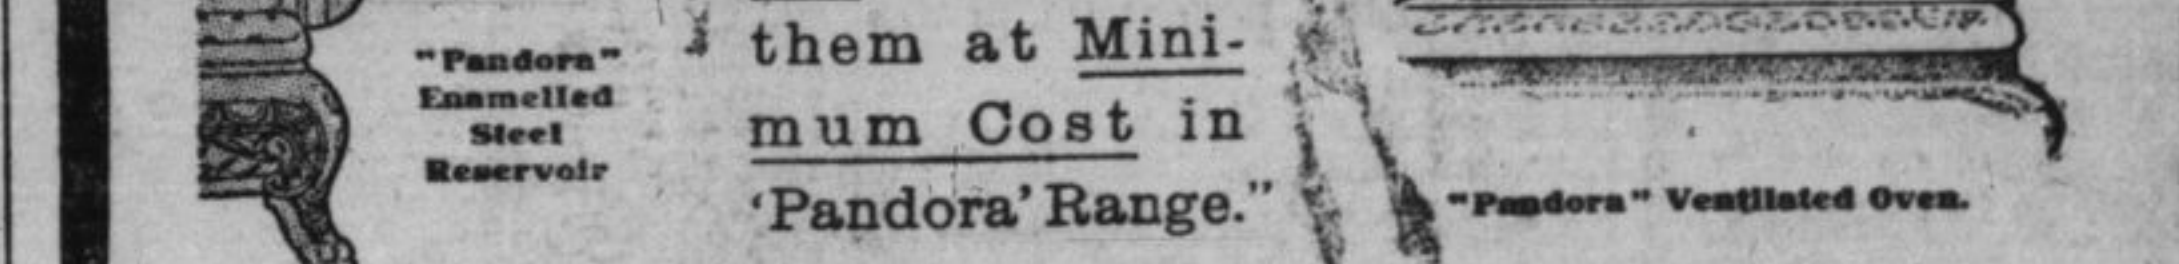 "Pandora"
Enamelled
Steel
Reservoir
them at Mini-
mum Cost in
'Pandora' Range."
"Pandora" Ventilated Oven.